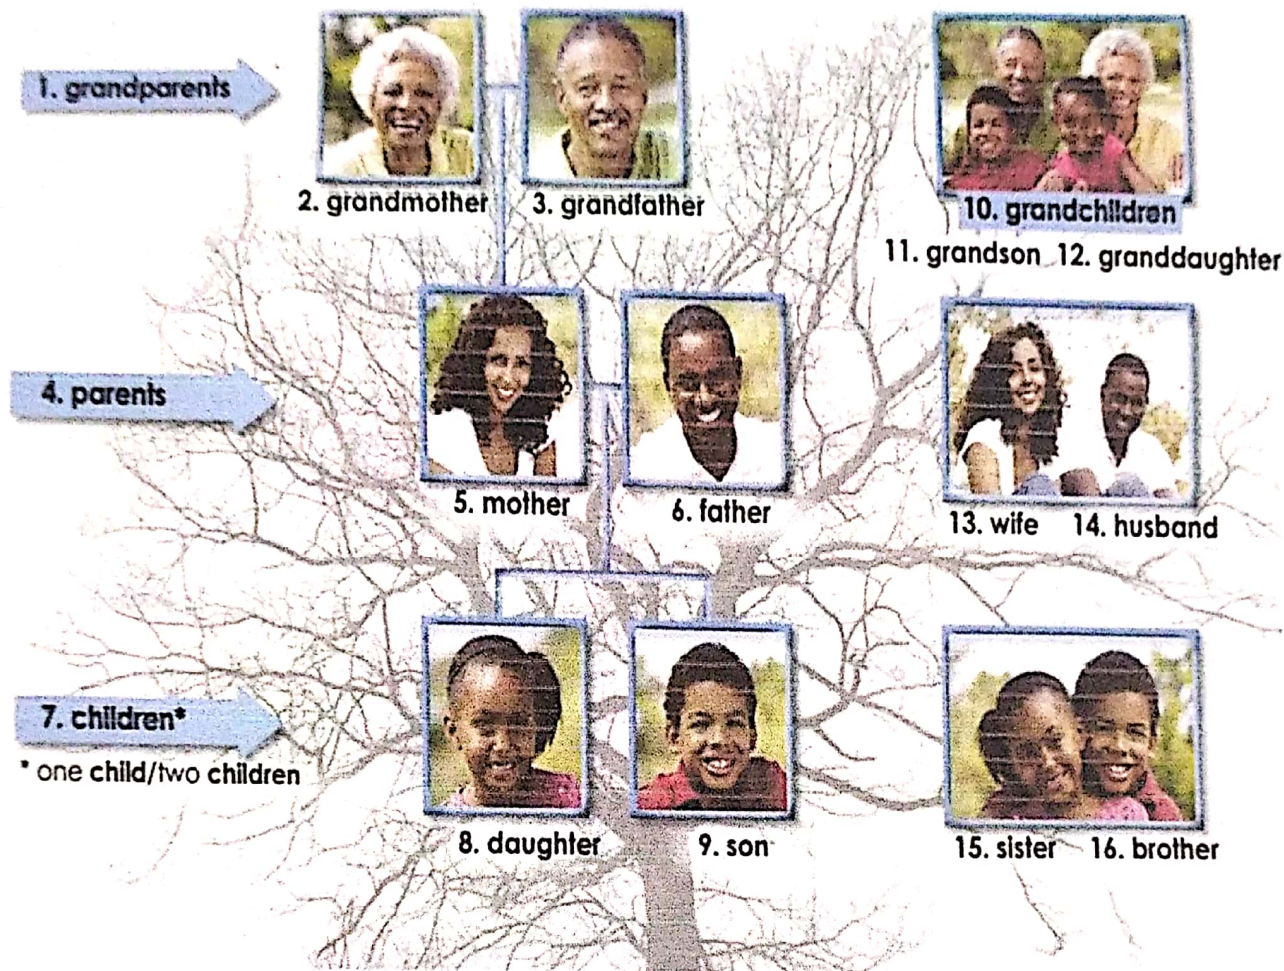 1. grandparents
2. grandmother
3. grandfather
10. grandchildren
11. grandson 12. granddaughter
4. parents
5. mother
6. father
13. wife 14. husband
7. children*
* one child/two children
8. daughter
9. son
15. sister 16. brother